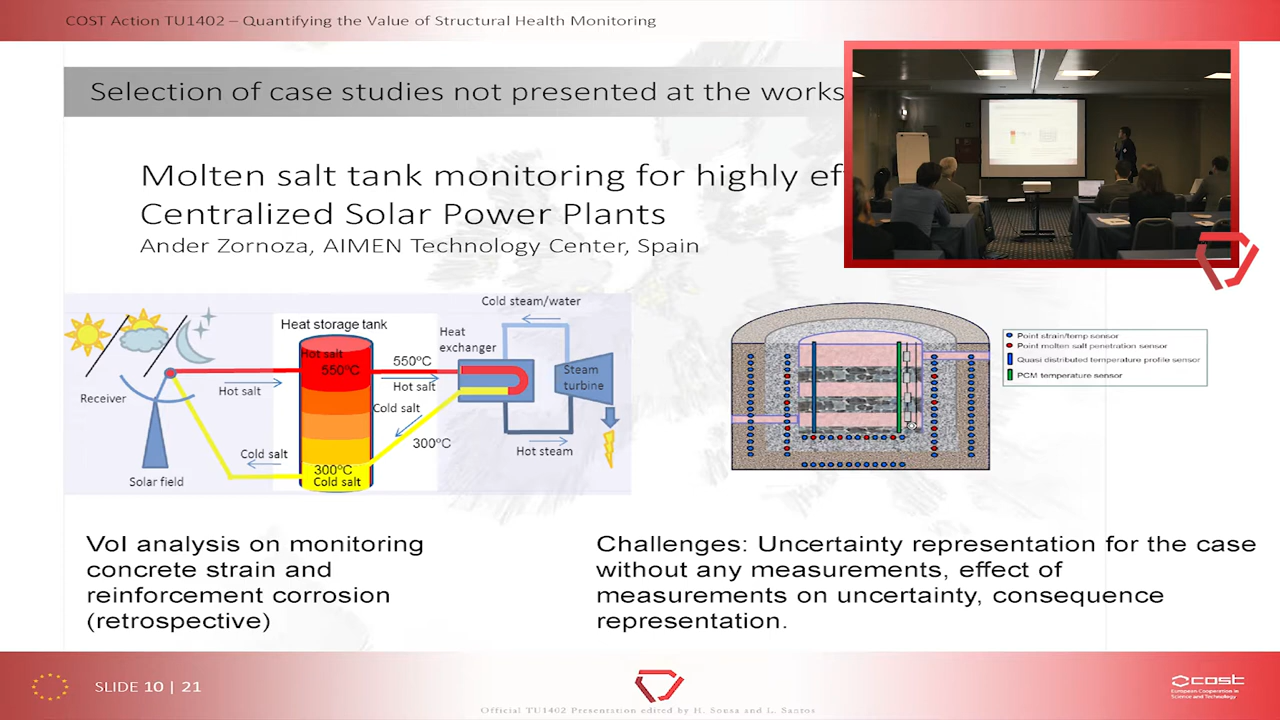 COST Action TU1402 – Quantifying the Value of Structural Health Monitoring
Selection of case studies not presented at the works
Molten salt tank monitoring for highly ef
Centralized Solar Power Plants
Ander Zornoza, AIMEN Technology Center, Spain
Cold steam/water
Heat storage tank
Heat
exchanger
Hot salt
550ºC
550ºC
Hot salt
Steam
turbine
Receiver
Hot salt
Cold salt
300ºC
Cold salt
Hot steam
300ºC
Cold salt
Solar field
Point strain/temp sensor
Point molten salt penetration sensor
Quasi distributed temperature profile sensor
PCM temperature sensor
VoI analysis on monitoring
concrete strain and
reinforcement corrosion
(retrospective)
Challenges: Uncertainty representation for the case
without any measurements, effect of
measurements on uncertainty, consequence
representation.
SLIDE 10 | 21
cost
European Cooperation in
Science and Technology
Official TU1402 Presentation edited by H. Sousa and L. Santos